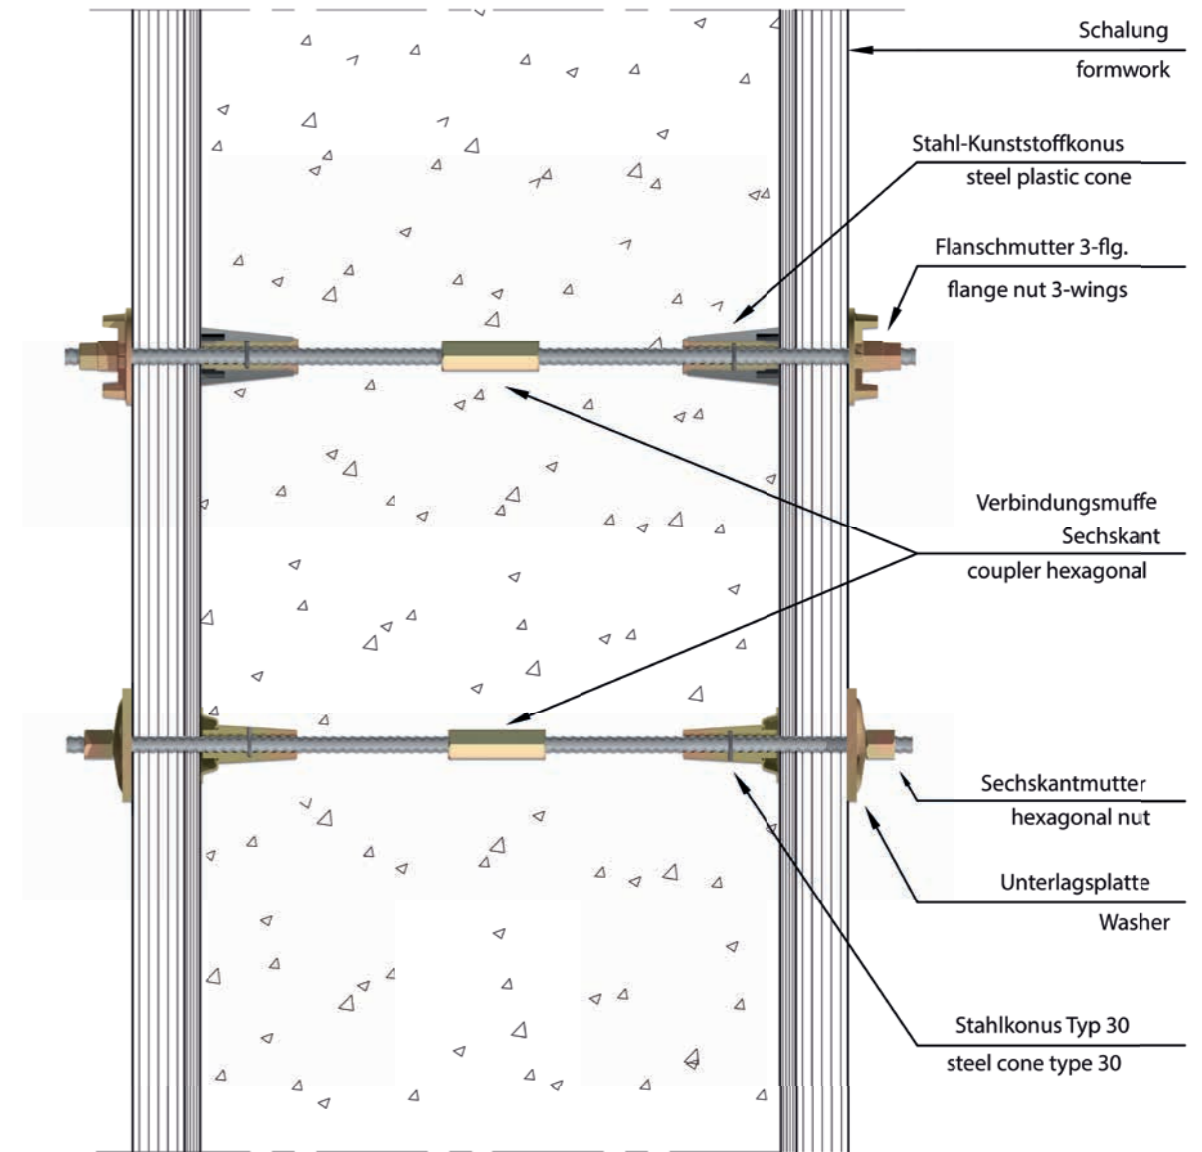 Schalung
formwork
Stahl-Kunststoffkonus
steel plastic cone
Flanschmutter 3-flg.
flange nut 3-wings
Verbindungsmuffe
Sechskant
coupler hexagonal
Sechskantmutter
hexagonal nut
Unterlagsplatte
Washer
Stahlkonus Typ 30
steel cone type 30